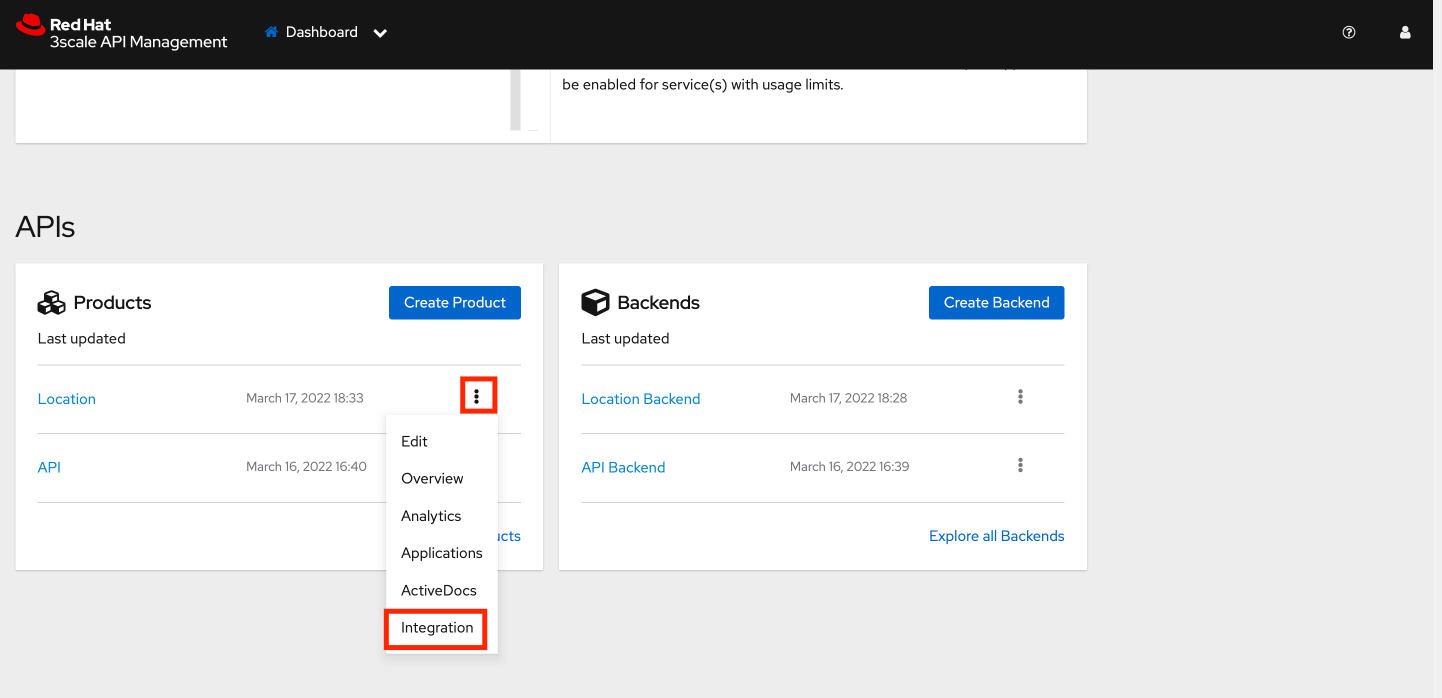 Red Hat
3scale API Management
Dashboard
be enabled for service(s) with usage limits.
APIs
Products
Create Product
Last updated
Location
March 17, 2022 18:33
API
March 16, 2022 16:40
Edit
Overview
Analytics
Applications
ActiveDocs
Integration
Backends
Create Backend
Last updated
Location Backend
March 17, 2022 18:28
API Backend
March 16, 2022 16:39
Explore all Backends